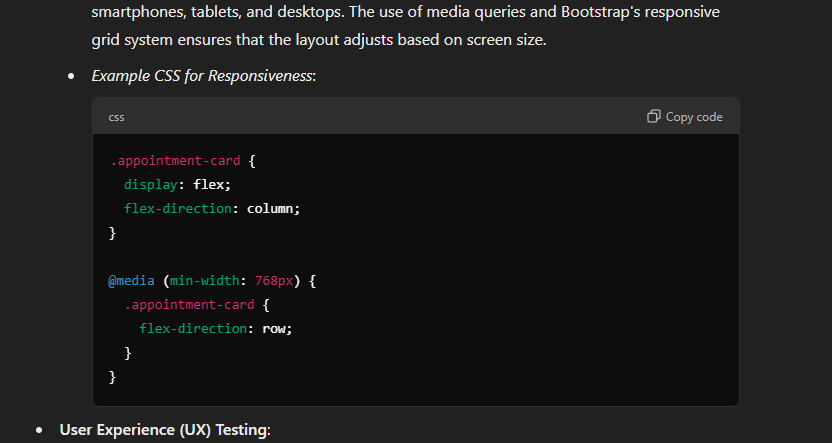 smartphones, tablets, and desktops. The use of media queries and Bootstrap's responsive
grid system ensures that the layout adjusts based on screen size.
• Example CSS for Responsiveness:
css
Copy code
.appointment-card {
  display: flex;
  flex-direction: column;
}
@media (min-width: 768px) {
  .appointment-card {
    flex-direction: row;
  }
}
• User Experience (UX) Testing: